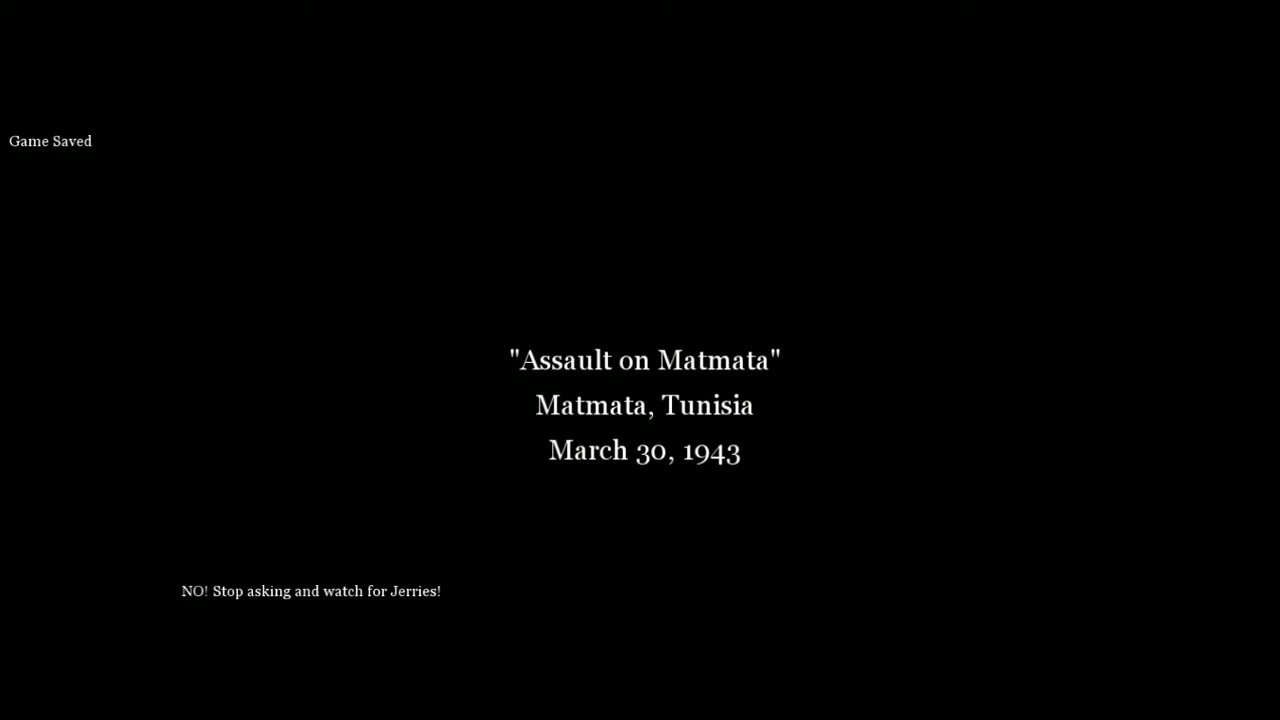 Game Saved
"Assault on Matmata"
Matmata, Tunisia
March 30, 1943
NO! Stop asking and watch for Jerries!